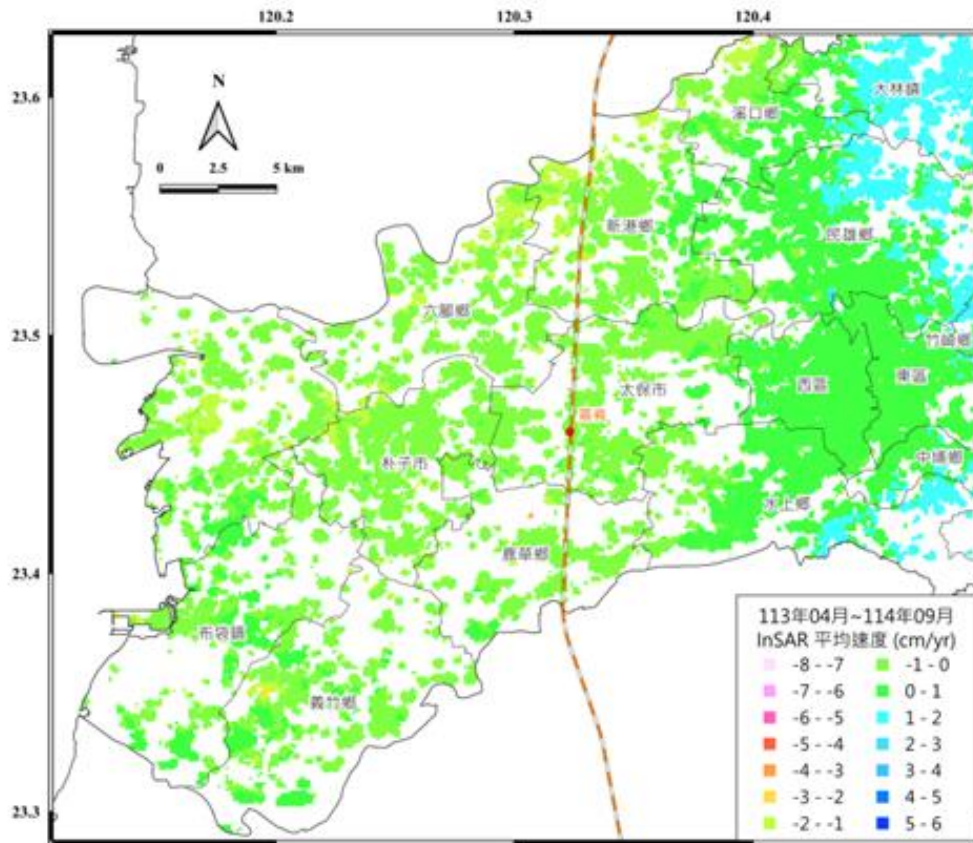 120.2 120.3 120.4
23.6
23.5
23.4
23.3
N
0 2.5 5 km
大林鎮
溪口鄉
新港鄉
民雄鄉
六腳鄉
竹崎鄉
太保市
西區
東區
嘉義
朴子市
中埔鄉
水上鄉
鹿草鄉
布袋鎮
義竹鄉
113年04月~114年09月
InSAR 平均速度 (cm/yr)
-8 - -7 -1 - 0
-7 - -6 0 - 1
-6 - -5 1 - 2
-5 - -4 2 - 3
-4 - -3 3 - 4
-3 - -2 4 - 5
-2 - -1 5 - 6